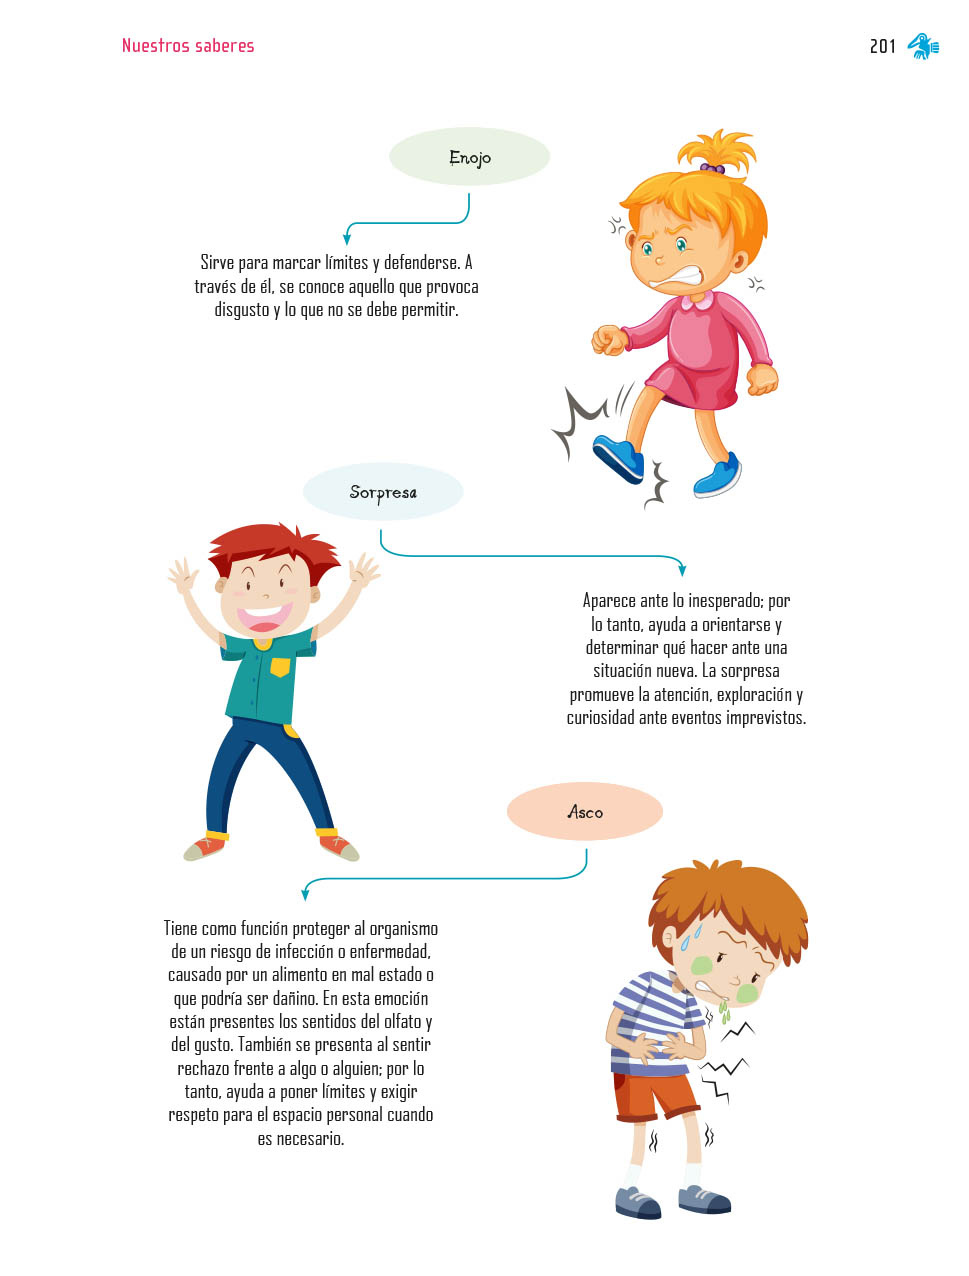 Nuestros saberes
201
Enojo
Sirve para marcar límites y defenderse. A
través de él, se conoce aquello que provoca
disgusto y lo que no se debe permitir.
Sorpresa
Aparece ante lo inesperado; por
lo tanto, ayuda a orientarse y
determinar qué hacer ante una
situación nueva. La sorpresa
promueve la atención, exploración y
curiosidad ante eventos imprevistos.
Asco
Tiene como función proteger al organismo
de un riesgo de infección o enfermedad,
causado por un alimento en mal estado o
que podría ser dañino. En esta emoción
están presentes los sentidos del olfato y
del gusto. También se presenta al sentir
rechazo frente a algo o alguien; por lo
tanto, ayuda a poner límites y exigir
respeto para el espacio personal cuando
es necesario.